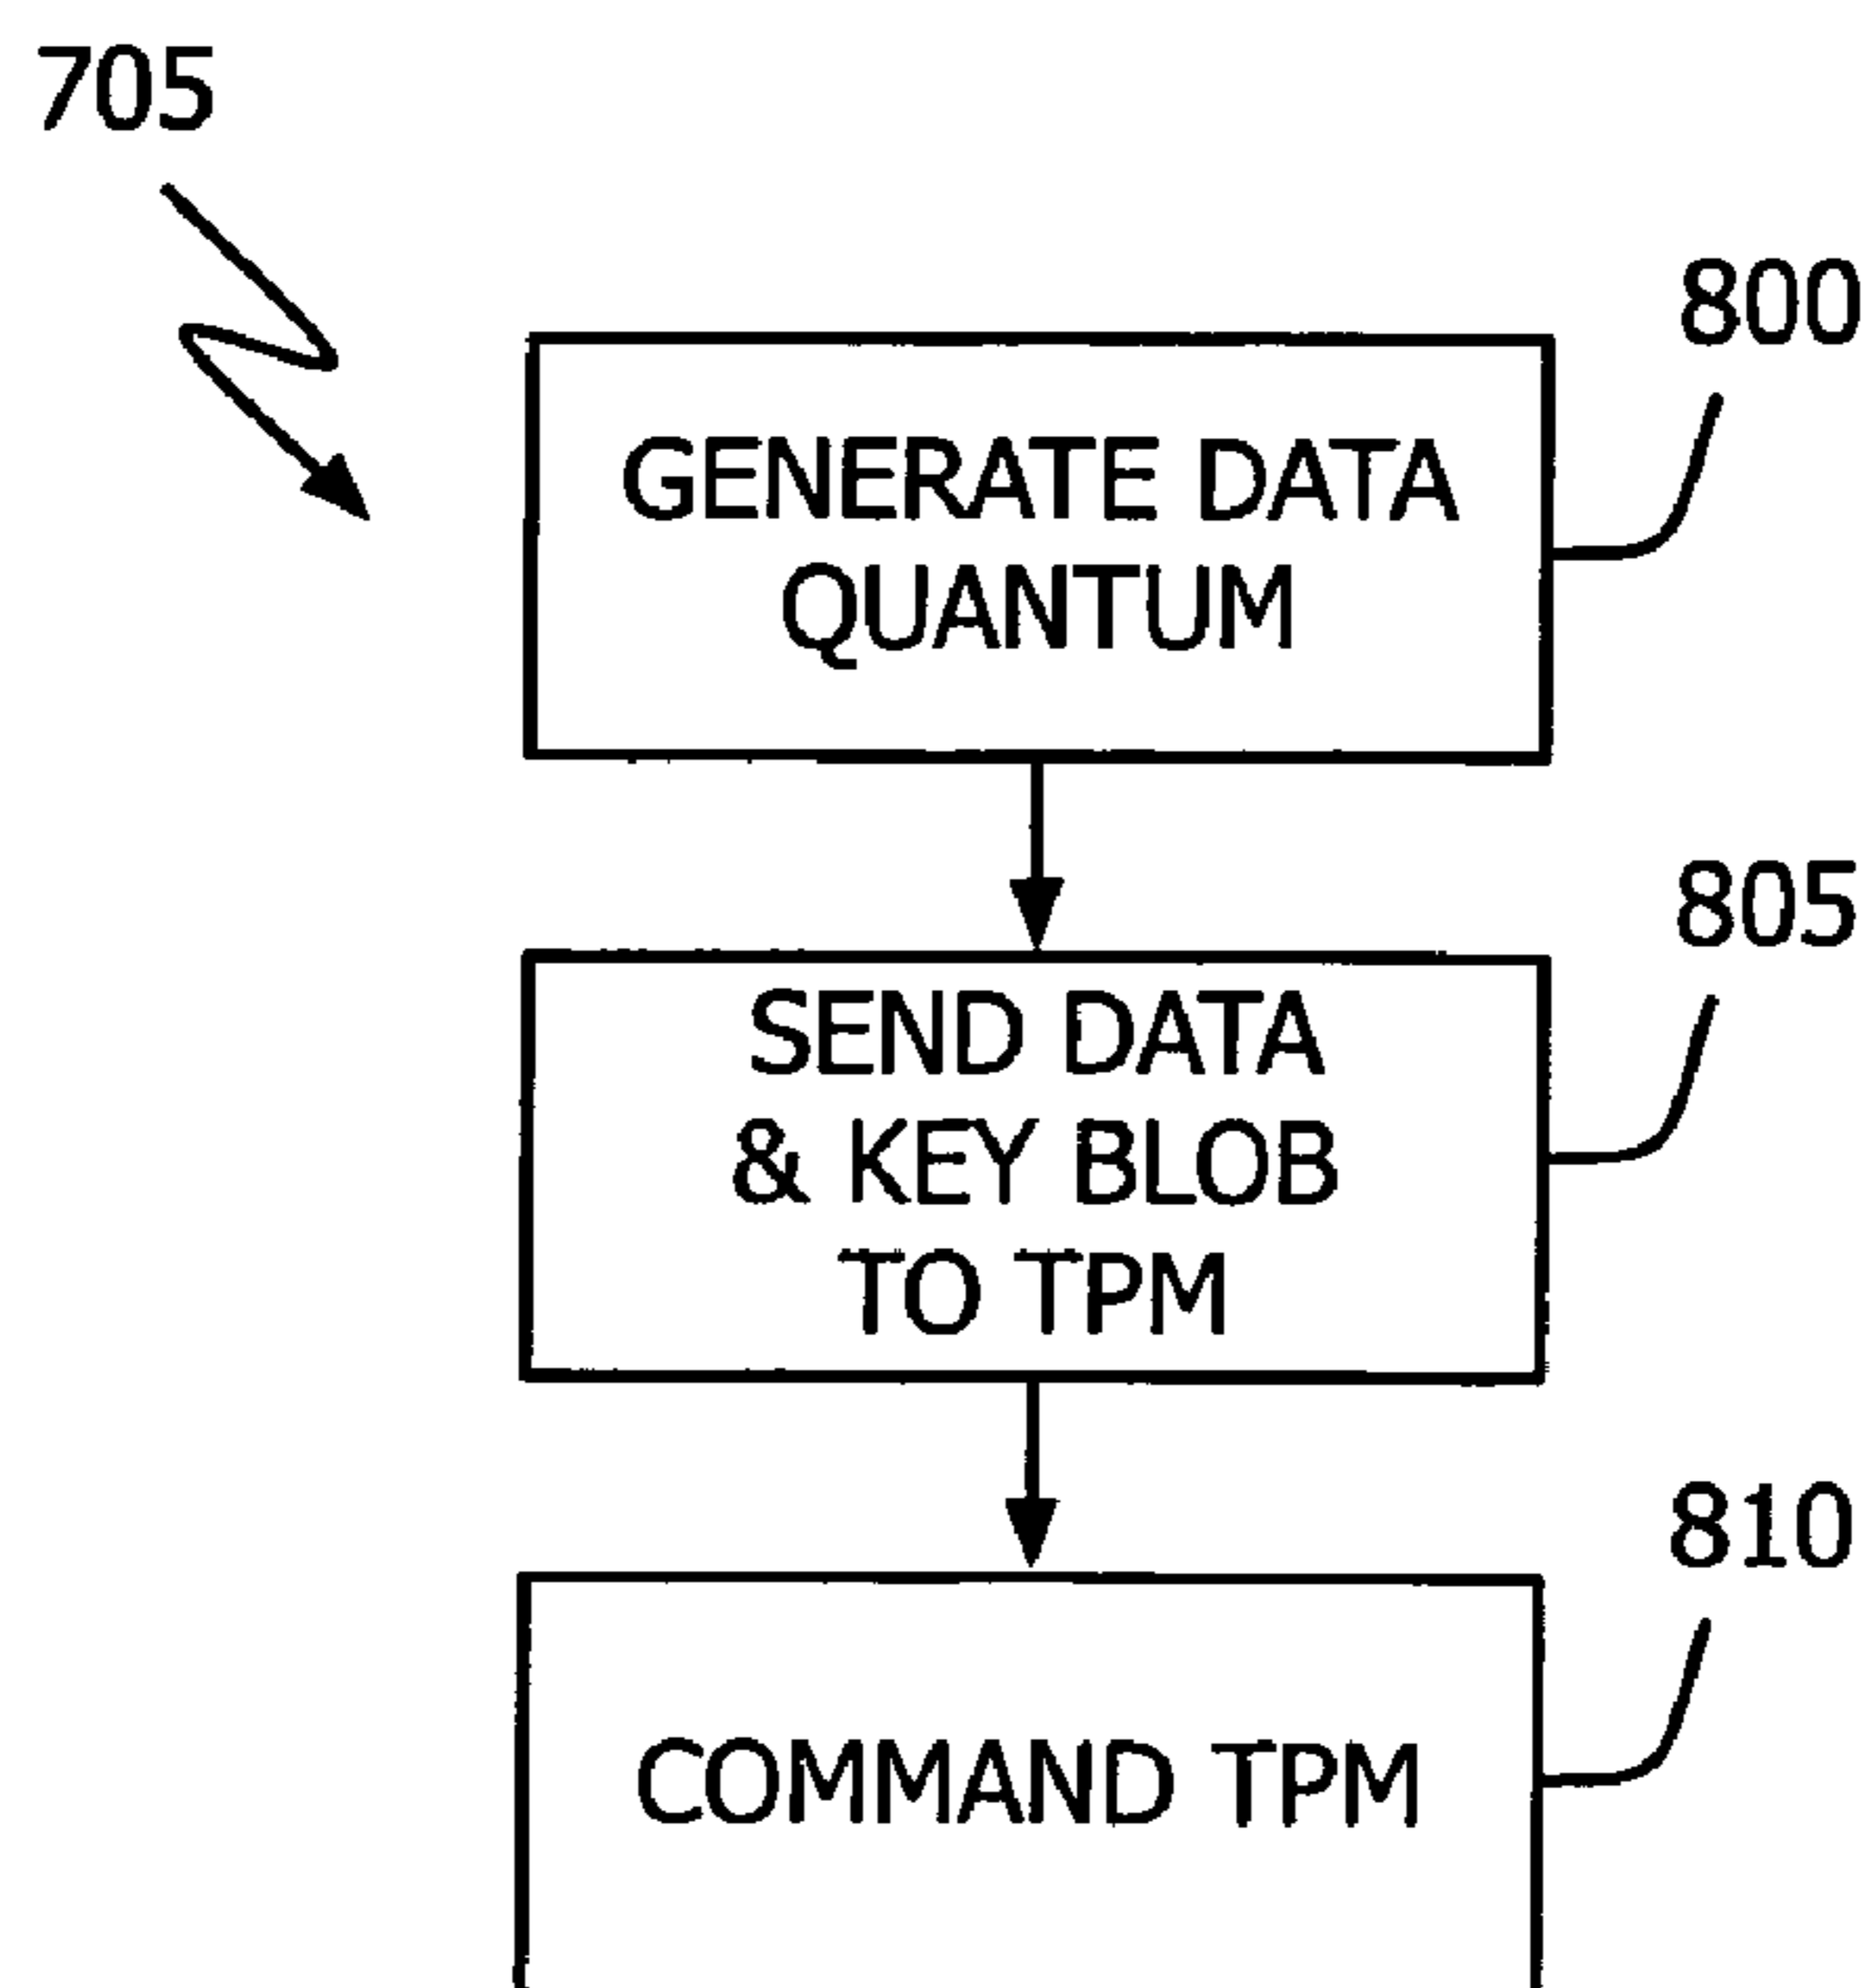 705
800
GENERATE DATA
QUANTUM
805
SEND DATA
& KEY BLOB
TO TPM
810
COMMAND TPM